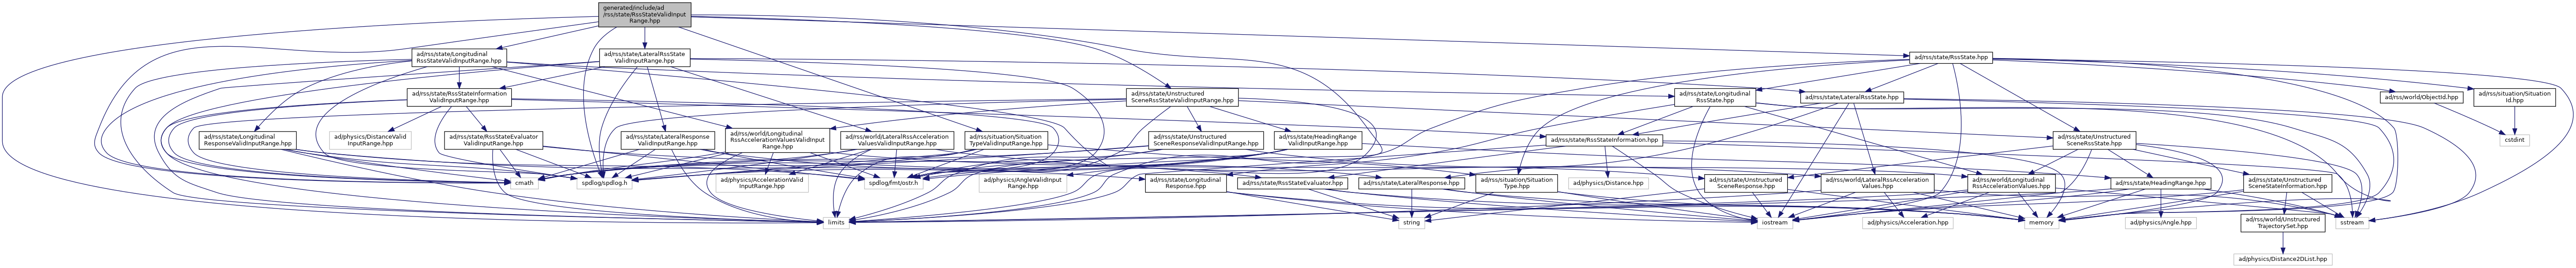 generated/include/ad
/rss/state/RssStateValidInput
Range.hpp
ad/rss/state/Longitudinal
RssStateValidInputRange.hpp
ad/rss/state/LateralRssState
ValidInputRange.hpp
ad/rss/state/RssState.hpp
ad/rss/state/RssStateInformation
ValidInputRange.hpp
ad/rss/state/Unstructured
SceneRssStateValidInputRange.hpp
ad/rss/state/Longitudinal
RssState.hpp
ad/rss/state/LateralRssState.hpp
ad/rss/world/ObjectId.hpp
ad/rss/situation/Situation
Id.hpp
ad/rss/state/Longitudinal
ResponseValidInputRange.hpp
ad/physics/DistanceValid
InputRange.hpp
ad/rss/state/RssStateEvaluator
ValidInputRange.hpp
ad/rss/state/LateralResponse
ValidInputRange.hpp
ad/rss/world/Longitudinal
RssAccelerationValuesValidInput
Range.hpp
ad/rss/world/LateralRssAcceleration
ValuesValidInputRange.hpp
ad/rss/situation/Situation
TypeValidInputRange.hpp
ad/rss/state/Unstructured
SceneResponseValidInputRange.hpp
ad/rss/state/HeadingRange
ValidInputRange.hpp
ad/rss/state/RssStateInformation.hpp
ad/rss/state/Unstructured
SceneRssState.hpp
cstdint
cmath
spdlog/spdlog.h
ad/physics/AccelerationValid
InputRange.hpp
spdlog/fmt/ostr.h
ad/physics/AngleValidInput
Range.hpp
ad/rss/state/Longitudinal
Response.hpp
ad/rss/state/RssStateEvaluator.hpp
ad/rss/state/LateralResponse.hpp
ad/rss/situation/Situation
Type.hpp
ad/physics/Distance.hpp
ad/rss/state/Unstructured
SceneResponse.hpp
ad/rss/world/LateralRssAcceleration
Values.hpp
ad/rss/world/Longitudinal
RssAccelerationValues.hpp
ad/rss/state/HeadingRange.hpp
ad/rss/state/Unstructured
SceneStateInformation.hpp
limits
string
iostream
ad/physics/Acceleration.hpp
memory
ad/physics/Angle.hpp
ad/rss/world/Unstructured
TrajectorySet.hpp
sstream
ad/physics/Distance2DList.hpp